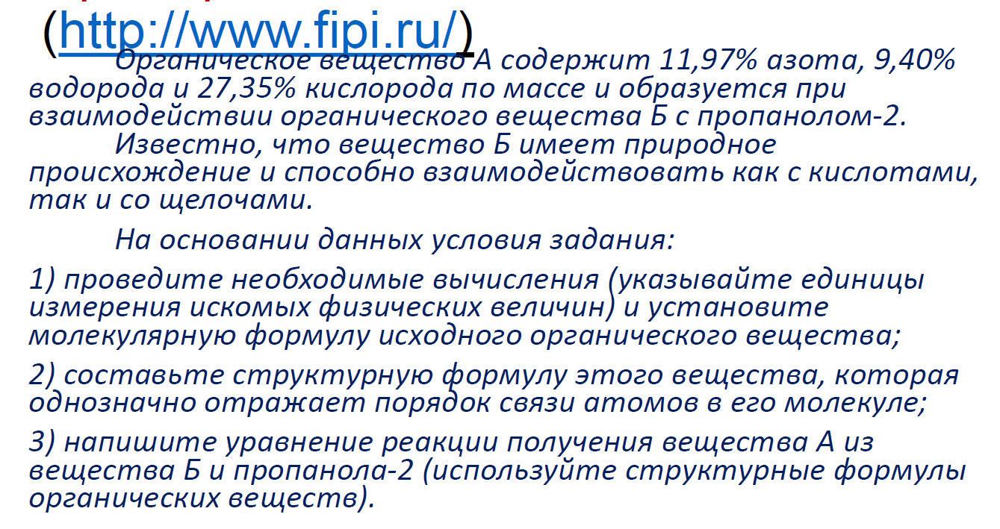 (http://www.fipi.ru/)
Органическое вещество А содержит 11,97% азота, 9,40%
водорода и 27,35% кислорода по массе и образуется при
взаимодействии органического вещества Б с пропанолом-2.
Известно, что вещество Б имеет природное
происхождение и способно взаимодействовать как с кислотами,
так и со щелочами.
На основании данных условия задания:
1) проведите необходимые вычисления (указывайте единицы
измерения искомых физических величин) и установите
молекулярную формулу исходного органического вещества;
2) составьте структурную формулу этого вещества, которая
однозначно отражает порядок связи атомов в его молекуле;
3) напишите уравнение реакции получения вещества А из
вещества Б и пропанола-2 (используйте структурные формулы
органических веществ).